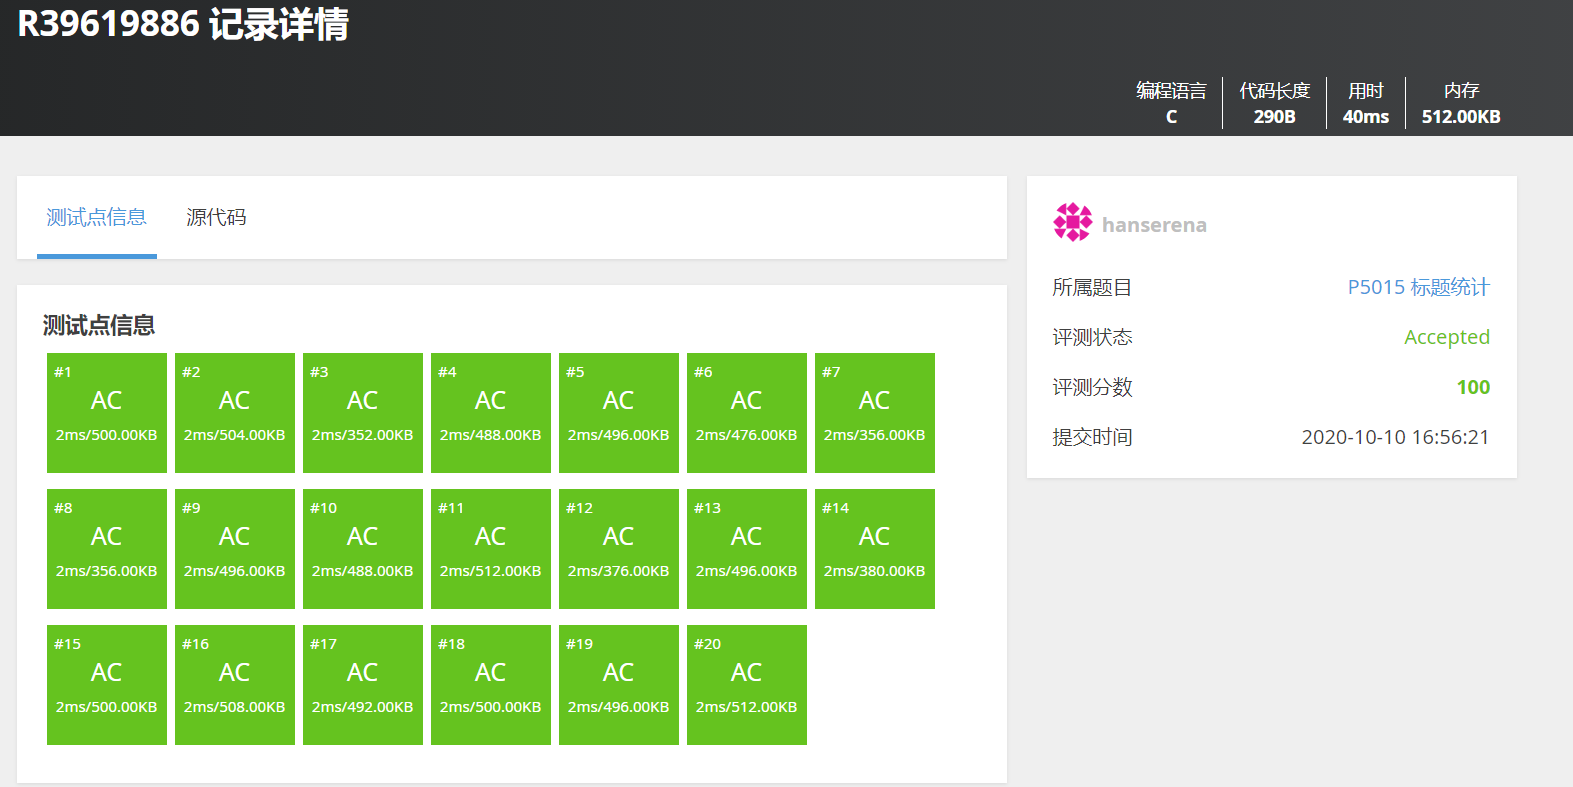 R39619886 记录详情
编程语言 代码长度 用时 内存
C 290B 40ms 512.00KB
测试点信息 源代码
hanserena
所属题目 P5015 标题统计
评测状态 Accepted
评测分数 100
提交时间 2020-10-10 16:56:21
测试点信息
#1 #2 #3 #4 #5 #6 #7
AC AC AC AC AC AC AC
2ms/500.00KB 2ms/504.00KB 2ms/352.00KB 2ms/488.00KB 2ms/496.00KB 2ms/476.00KB 2ms/356.00KB
#8 #9 #10 #11 #12 #13 #14
AC AC AC AC AC AC AC
2ms/356.00KB 2ms/496.00KB 2ms/488.00KB 2ms/512.00KB 2ms/376.00KB 2ms/496.00KB 2ms/380.00KB
#15 #16 #17 #18 #19 #20
AC AC AC AC AC AC
2ms/500.00KB 2ms/508.00KB 2ms/492.00KB 2ms/500.00KB 2ms/496.00KB 2ms/512.00KB